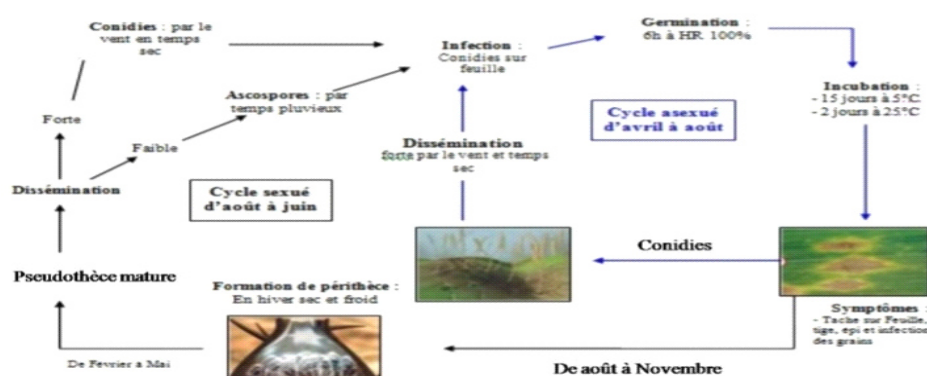 Conidies : par le
vent en temps
sec
Forte
Dissémination
Faible
Ascospores : par
temps pluvieux
Cycle sexué
d'août à juin
Pseudothèce mature
De Février a Mai
Formation de périthèce :
En hiver sec et froid
Infection :
Conidies sur
feuille
Dissémination
forte par le vent et temps
sec
Germination :
6h à HR 100%
Cycle asexué
d'avril à août
Incubation :
- 15 jours à 5°C
- 2 jours à 25°C
Conidies
Symptômes :
- Tache sur Feuille,
tige, épi et infection
des grains
De août à Novembre